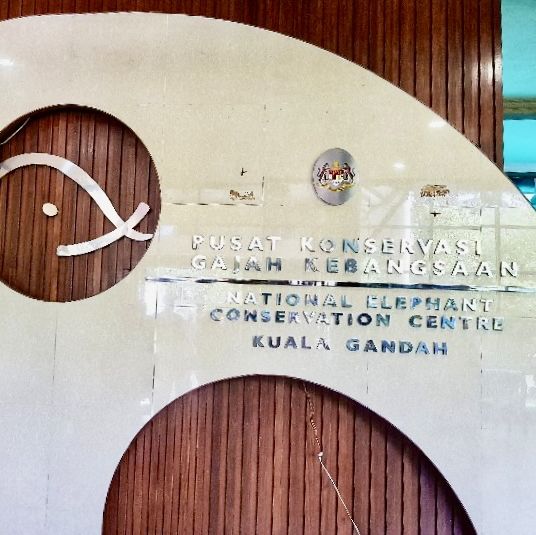 PUSAT KONSERVASI
GAJAH KEBANGSAAN
NATIONAL ELEPHANT
CONSERVATION CENTRE
KUALA GANDAH